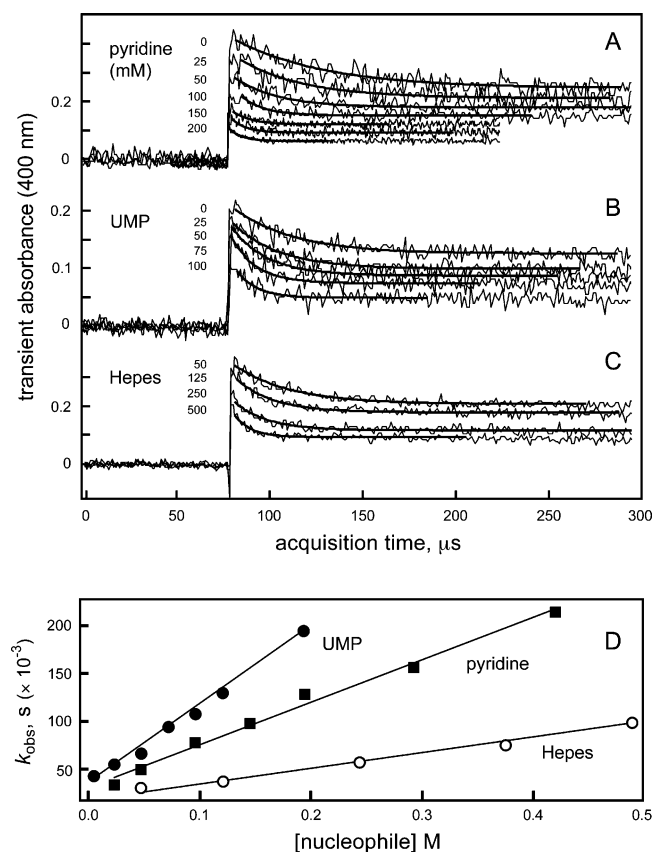 pyridine
(mM)
A
0
25
50
100
150
200
0.2
0
UMP
B
0
25
50
75
100
0.2
0.1
0
Hepes
C
50
125
250
500
0.2
0
transient absorbance (400 nm)
0 50 100 150 200 250 300
acquisition time, μs
D
UMP
pyridine
Hepes
200
150
100
50
k_obs, s (× 10⁻³)
0.0 0.1 0.2 0.3 0.4 0.5
[nucleophile] M